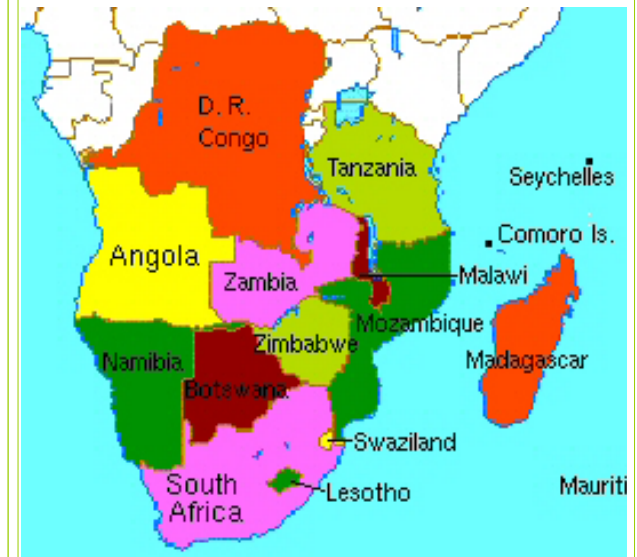 D. R.
Congo
Tanzania
Seychelles
Comoro Is.
Angola
Zambia
Malawi
Mozambique
Zimbabwe
Namibia
Madagascar
Botswana
Swaziland
South
Africa
Lesotho
Mauriti